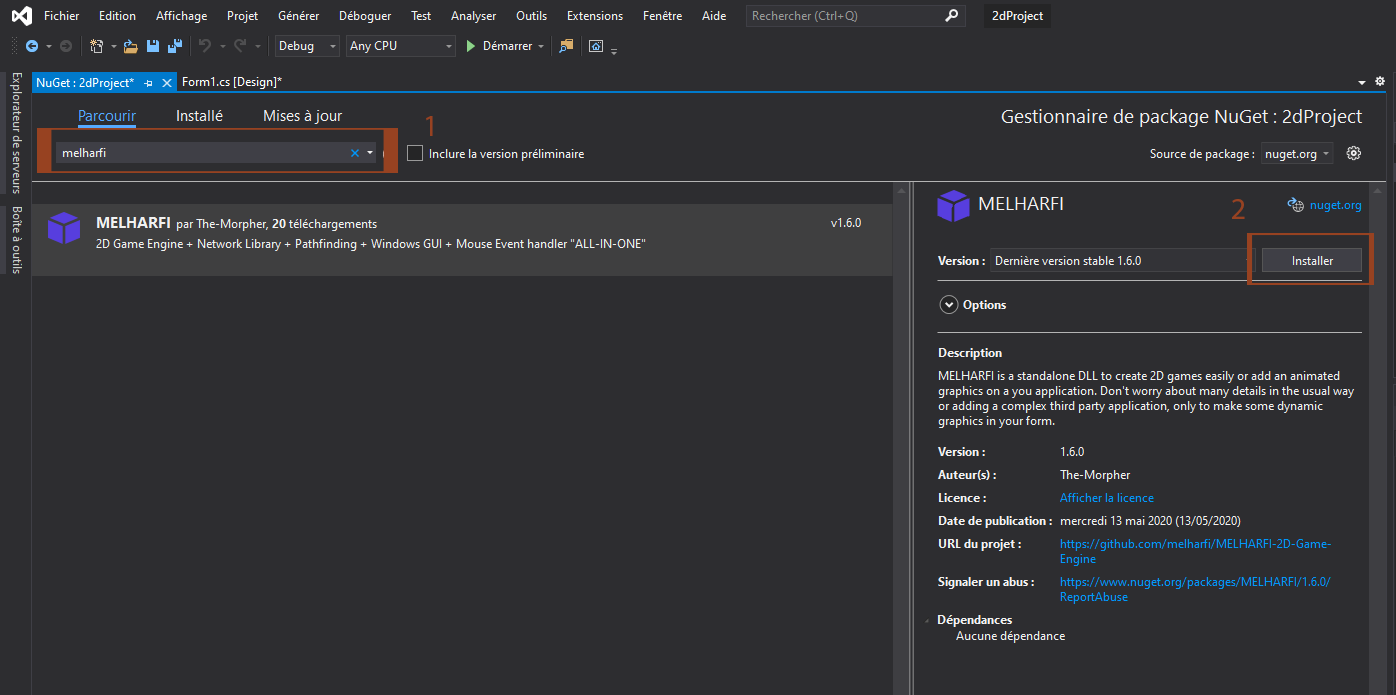 Fichier Edition Affichage Projet Générer Déboguer Test Analyser Outils Extensions Fenêtre Aide Rechercher (Ctrl+Q) 2dProject
Debug Any CPU Démarrer
Explorateur de serveurs
Boîte à outils
NuGet : 2dProject* Form1.cs [Design]*
Parcourir Installé Mises à jour
1
Gestionnaire de package NuGet : 2dProject
melharfi
Inclure la version préliminaire
Source de package : nuget.org
MELHARFI par The-Morpher, 20 téléchargements
v1.6.0
2D Game Engine + Network Library + Pathfinding + Windows GUI + Mouse Event handler "ALL-IN-ONE"
MELHARFI
2
nuget.org
Version : Dernière version stable 1.6.0 Installer
Options
Description
MELHARFI is a standalone DLL to create 2D games easily or add an animated
graphics on a you application. Don't worry about many details in the usual way
or adding a complex third party application, only to make some dynamic
graphics in your form.
Version : 1.6.0
Auteur(s) : The-Morpher
Licence : Afficher la licence
Date de publication : mercredi 13 mai 2020 (13/05/2020)
URL du projet : https://github.com/melharfi/MELHARFI-2D-Game-
Engine
Signaler un abus : https://www.nuget.org/packages/MELHARFI/1.6.0/
ReportAbuse
Dépendances
Aucune dépendance